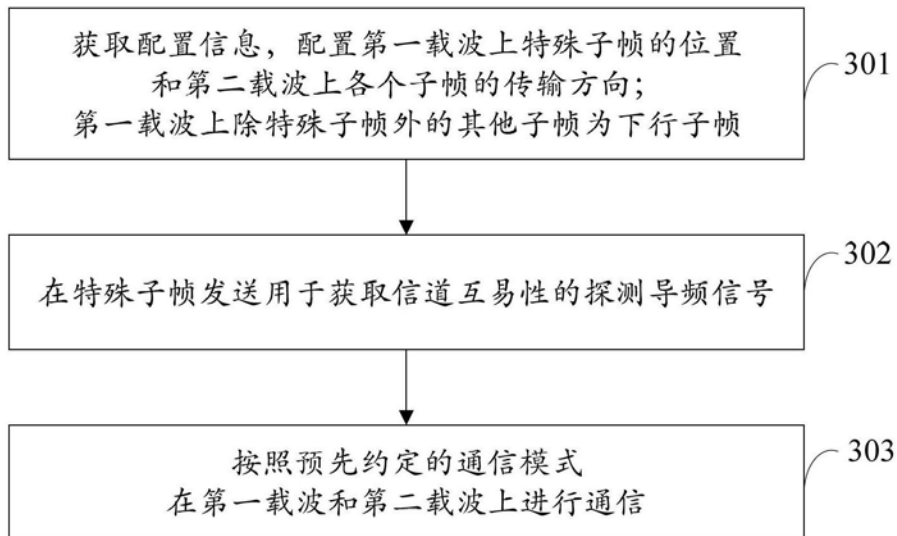 获取配置信息，配置第一载波上特殊子帧的位置
和第二载波上各个子帧的传输方向；
第一载波上除特殊子帧外的其他子帧为下行子帧
301
在特殊子帧发送用于获取信道互易性的探测导频信号
302
按照预先约定的通信模式
在第一载波和第二载波上进行通信
303